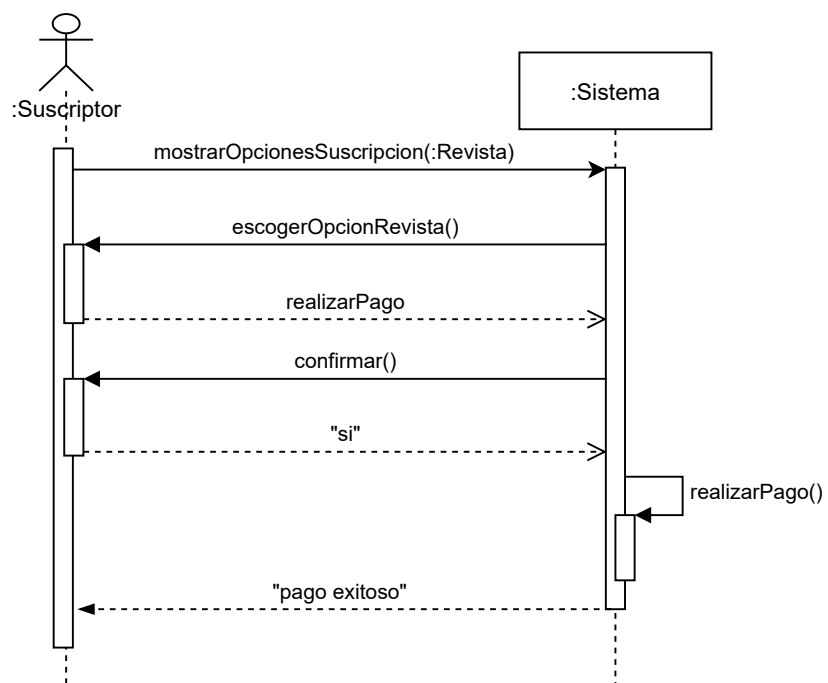 :Suscriptor
:Sistema
mostrarOpcionesSuscripcion(:Revista)
escogerOpcionRevista()
realizarPago
confirmar()
"si"
realizarPago()
"pago exitoso"